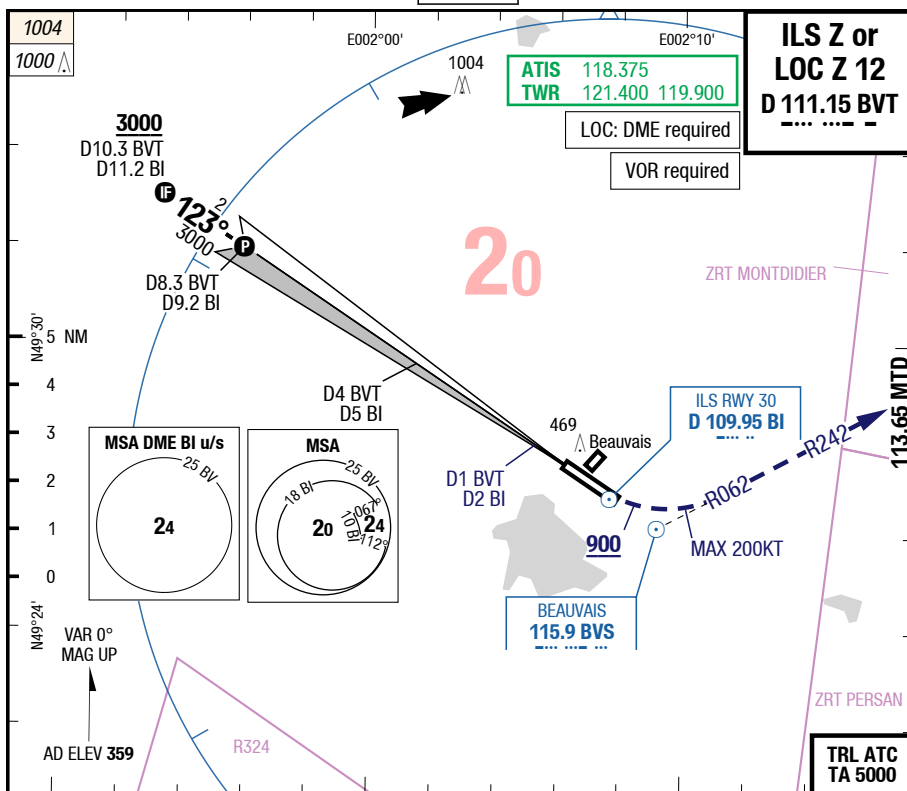 1004
1000
E002°00'
E002°10'
1004
ATIS 118.375
TWR 121.400 119.900
LOC: DME required
VOR required
ILS Z or
LOC Z 12
D 111.15 BVT
3000
D10.3 BVT
D11.2 BI
IF
123°
2
3000
P
D8.3 BVT
D9.2 BI
20
ZRT MONTDIDIER
N49°30'
5 NM
4
3
2
1
0
N49°24'
D4 BVT
D5 BI
469
Beauvais
ILS RWY 30
D 109.95 BI
113.65 MTD
R242
R062
D1 BVT
D2 BI
900
MAX 200KT
MSA DME BI u/s
25 BV
24
MSA
25 BV
18 BI
067°
10 BI
20
24
112°
BEAUVAIS
115.9 BVS
VAR 0°
MAG UP
AD ELEV 359
R324
ZRT PERSAN
TRL ATC
TA 5000